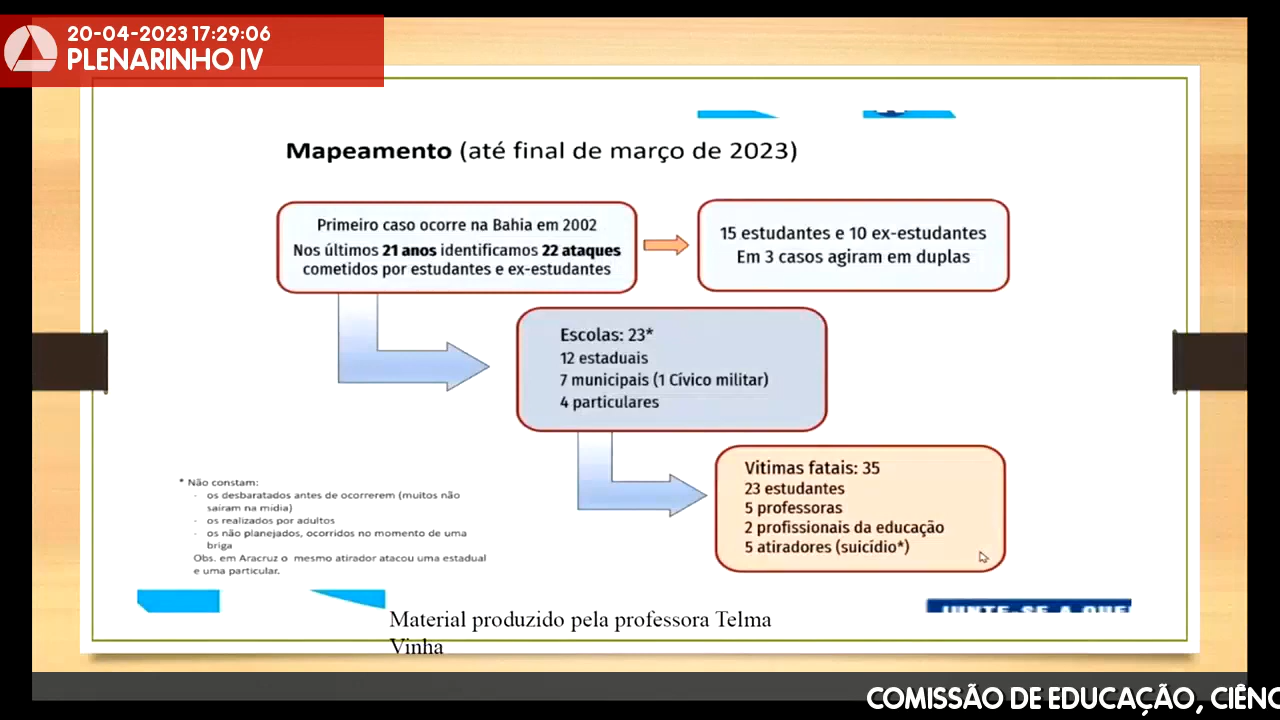 20-04-2023 17:29:06
PLENARINHO IV
Mapeamento (até final de março de 2023)
Primeiro caso ocorre na Bahia em 2002
Nos últimos 21 anos identificamos 22 ataques
cometidos por estudantes e ex-estudantes
15 estudantes e 10 ex-estudantes
Em 3 casos agiram em duplas
Escolas: 23*
12 estaduais
7 municipais (1 Cívico militar)
4 particulares
Vitimas fatais: 35
23 estudantes
5 professoras
2 profissionais da educação
5 atiradores (suicídio*)
* Não constam:
- os desbaratados antes de ocorrerem (muitos não
sairam na midia)
- os realizados por adultos
- os não planejados, ocorridos no momento de uma
briga
Obs. em Aracruz o mesmo atirador atacou uma estadual
e uma particular.
JUNTE-SE A QUE
Material produzido pela professora Telma
Vinha
COMISSÃO DE EDUCAÇÃO, CIÊNC